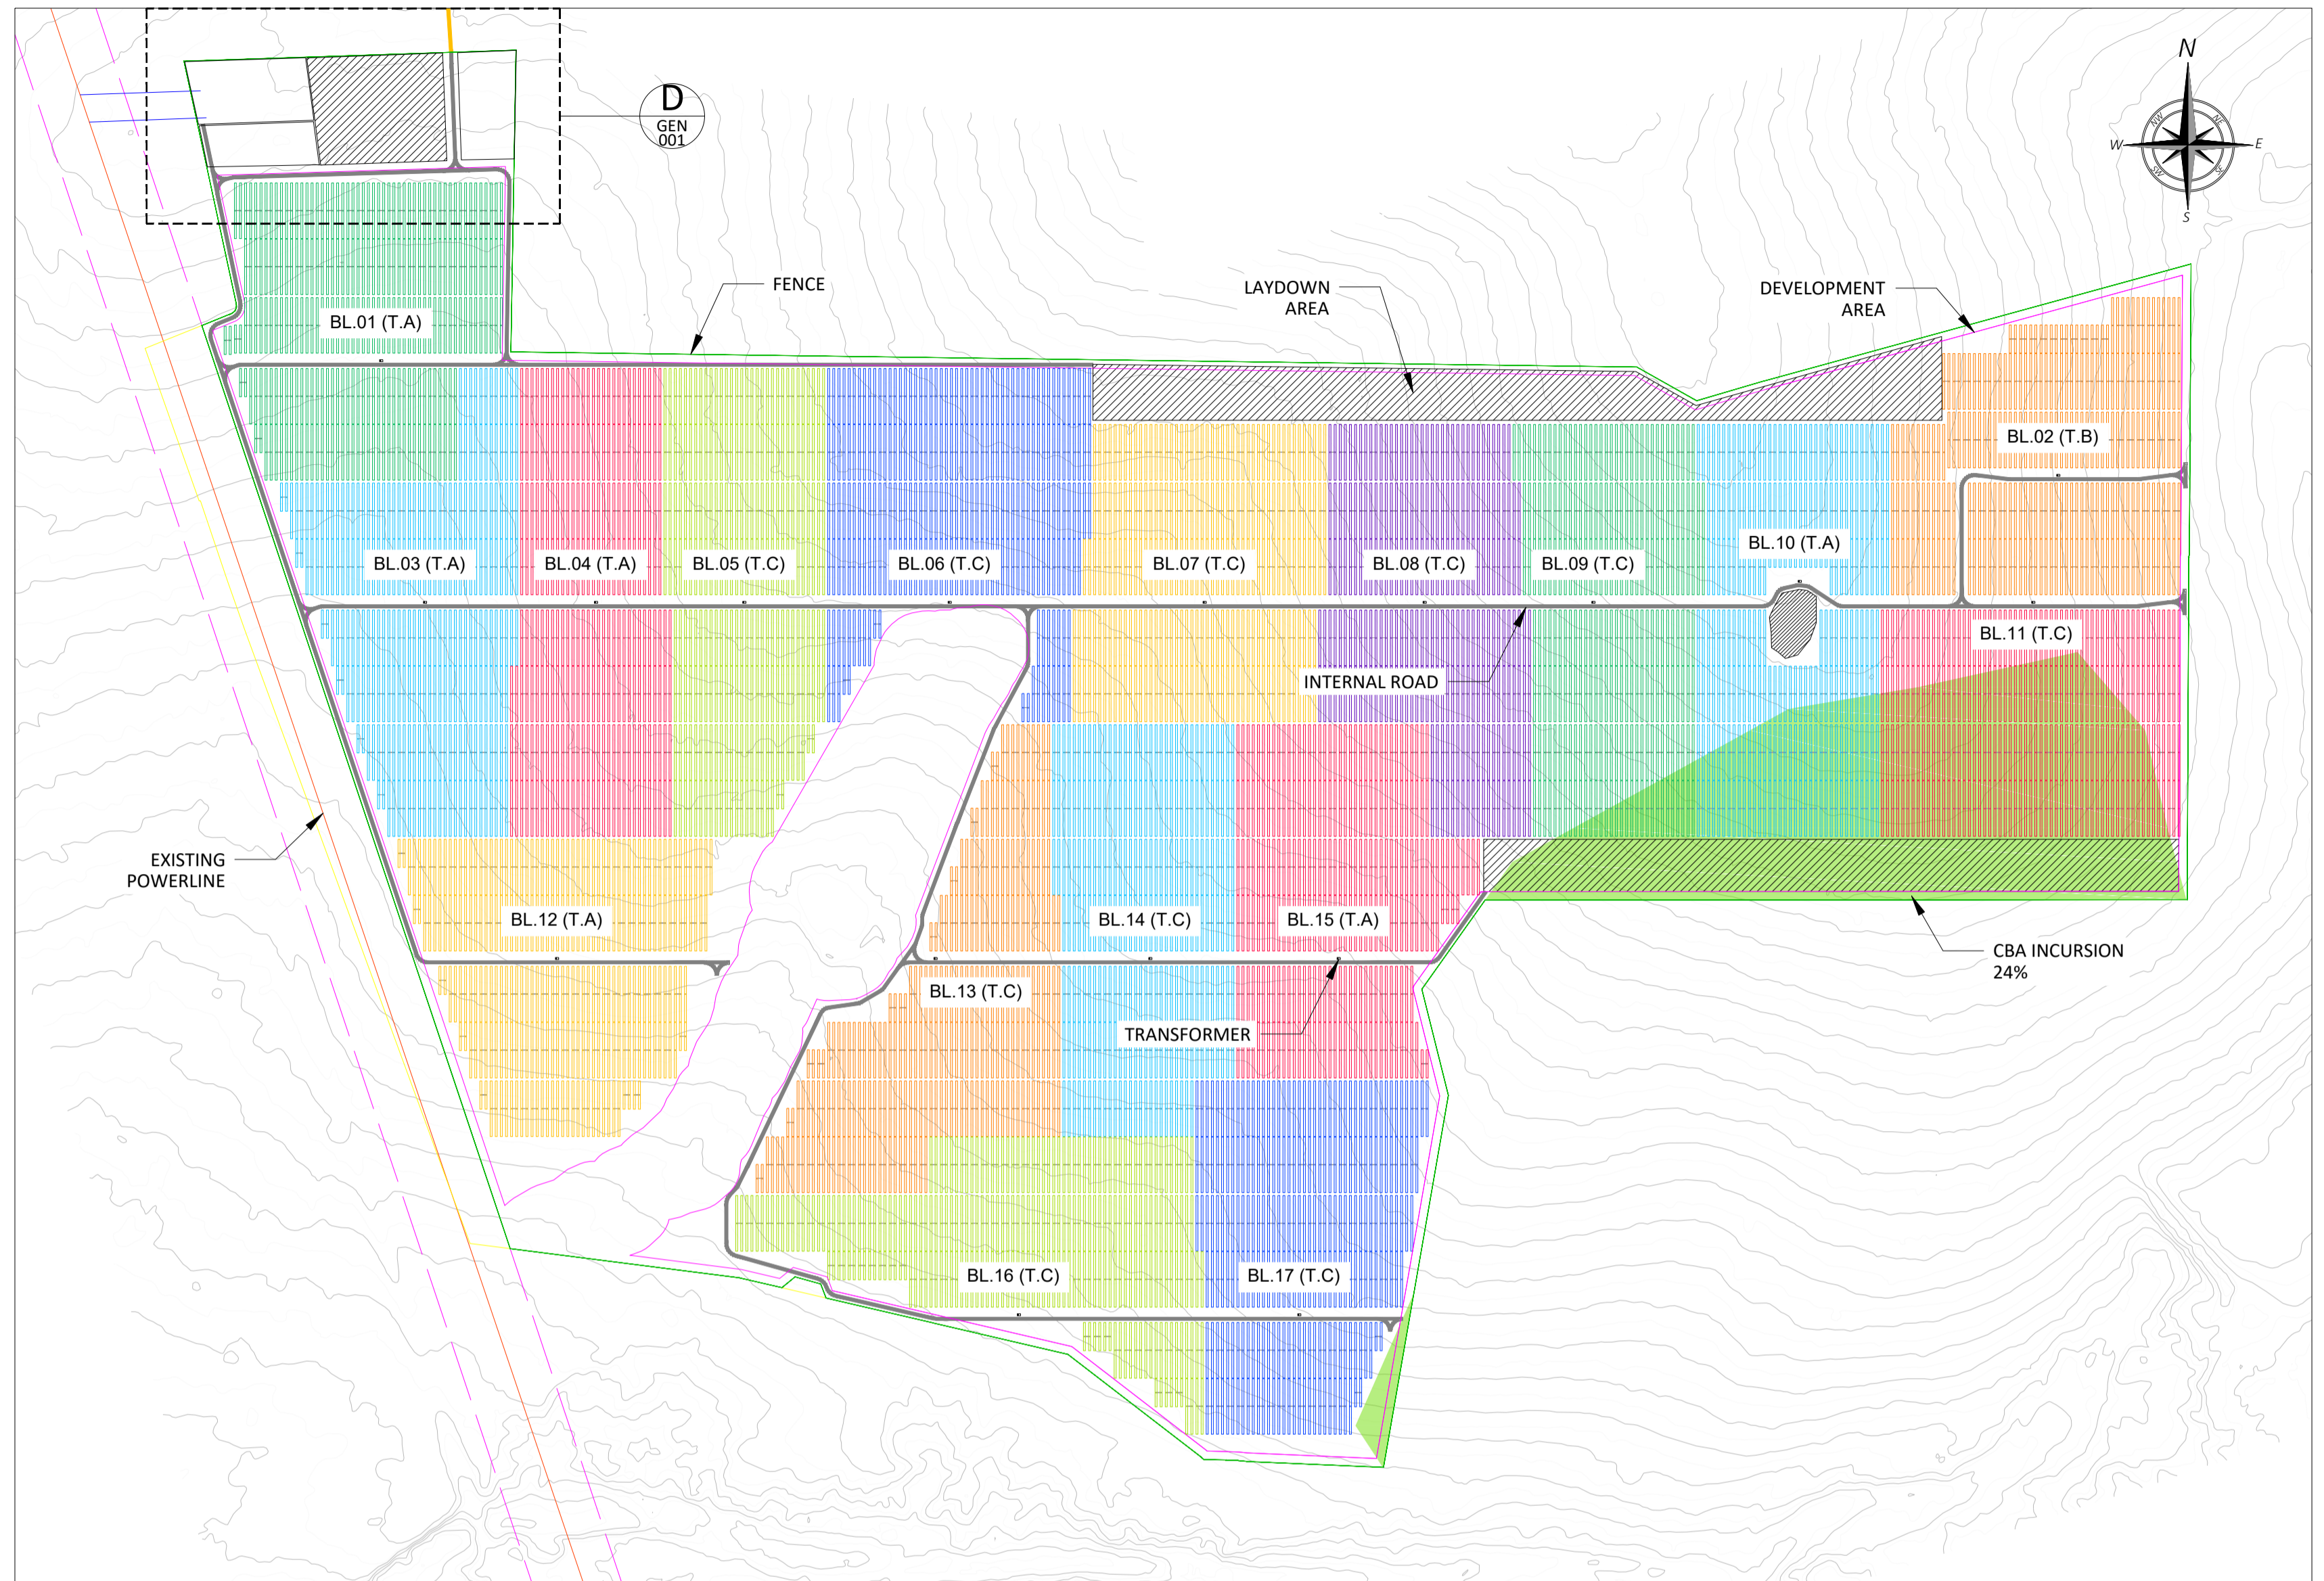 N
NW
NE
W
E
SW
SE
S
D
GEN
001
FENCE
LAYDOWN
AREA
DEVELOPMENT
AREA
BL.01 (T.A)
BL.02 (T.B)
BL.03 (T.A)
BL.04 (T.A)
BL.05 (T.C)
BL.06 (T.C)
BL.07 (T.C)
BL.08 (T.C)
BL.09 (T.C)
BL.10 (T.A)
BL.11 (T.C)
INTERNAL ROAD
EXISTING
POWERLINE
BL.12 (T.A)
BL.14 (T.C)
BL.15 (T.A)
CBA INCURSION
24%
BL.13 (T.C)
TRANSFORMER
BL.16 (T.C)
BL.17 (T.C)